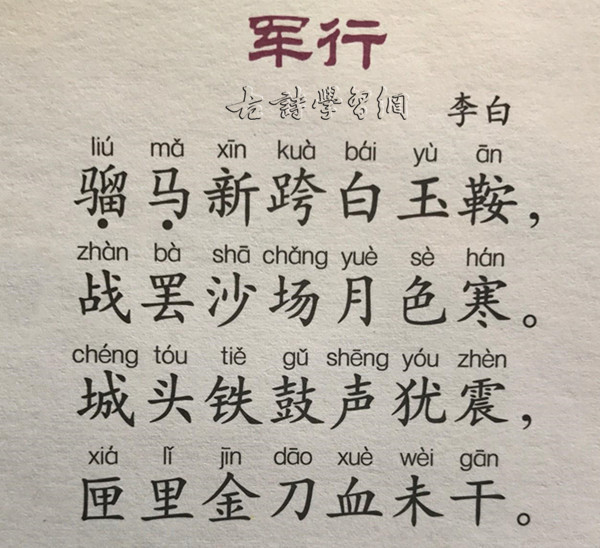 军行
古诗学习網
李白
liú mǎ xīn kuà bái yù ān
骝马新跨白玉鞍，
zhàn bà shā chǎng yuè sè hán
战罢沙场月色寒。
chéng tóu tiě gǔ shēng yóu zhèn
城头铁鼓声犹震，
xiá lǐ jīn dāo xuè wèi gān
匣里金刀血未干。